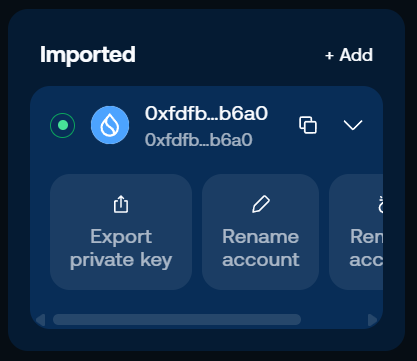 Imported
+ Add
0xfdfb...b6a0
0xfdfb...b6a0
Export
private key
Rename
account